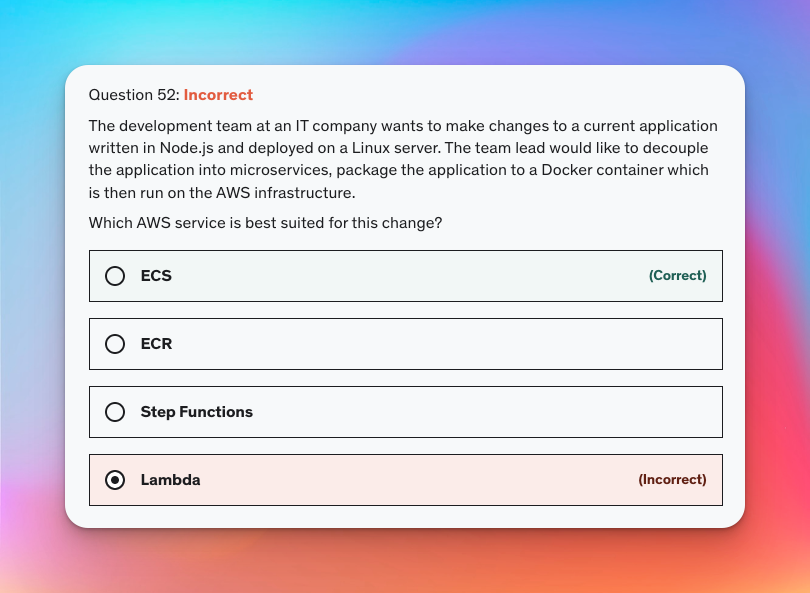 Question 52: Incorrect
The development team at an IT company wants to make changes to a current application
written in Node.js and deployed on a Linux server. The team lead would like to decouple
the application into microservices, package the application to a Docker container which
is then run on the AWS infrastructure.
Which AWS service is best suited for this change?
ECS (Correct)
ECR
Step Functions
Lambda (Incorrect)